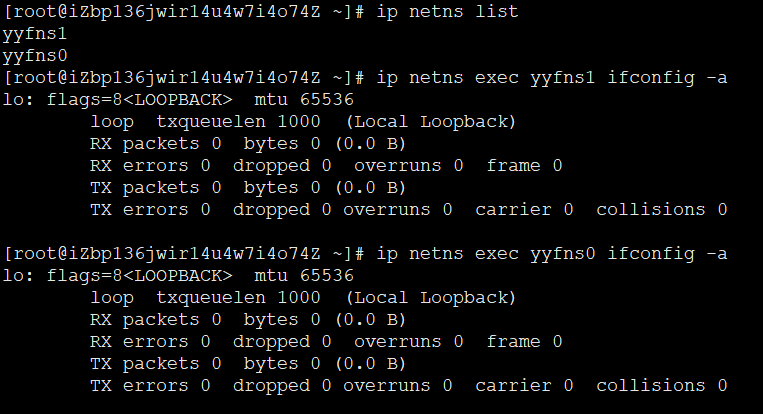 [root@iZbp136jwir14u4w7i4o74Z ~]# ip netns list
yyfns1
yyfns0
[root@iZbp136jwir14u4w7i4o74Z ~]# ip netns exec yyfns1 ifconfig -a
lo: flags=8<LOOPBACK>  mtu 65536
        loop  txqueuelen 1000  (Local Loopback)
        RX packets 0  bytes 0 (0.0 B)
        RX errors 0  dropped 0  overruns 0  frame 0
        TX packets 0  bytes 0 (0.0 B)
        TX errors 0  dropped 0 overruns 0  carrier 0  collisions 0

[root@iZbp136jwir14u4w7i4o74Z ~]# ip netns exec yyfns0 ifconfig -a
lo: flags=8<LOOPBACK>  mtu 65536
        loop  txqueuelen 1000  (Local Loopback)
        RX packets 0  bytes 0 (0.0 B)
        RX errors 0  dropped 0  overruns 0  frame 0
        TX packets 0  bytes 0 (0.0 B)
        TX errors 0  dropped 0 overruns 0  carrier 0  collisions 0